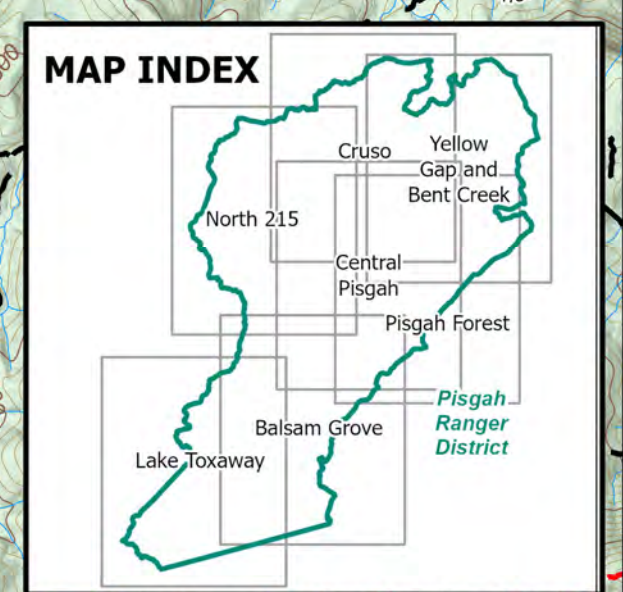 MAP INDEX
Cruso
Yellow
Gap and
Bent Creek
North 215
Central
Pisgah
Pisgah Forest
Pisgah
Ranger
District
Balsam Grove
Lake Toxaway